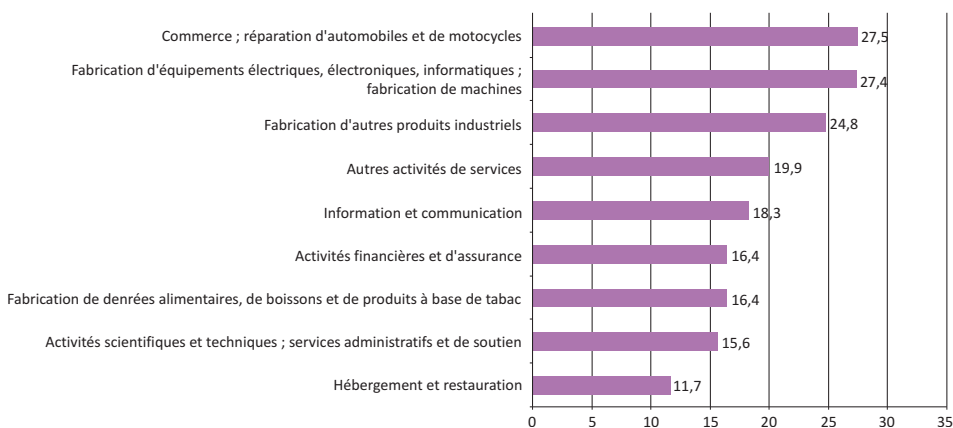 Commerce ; réparation d'automobiles et de motocycles
27,5
Fabrication d'équipements électriques, électroniques, informatiques ;
fabrication de machines
27,4
Fabrication d'autres produits industriels
24,8
Autres activités de services
19,9
Information et communication
18,3
Activités financières et d'assurance
16,4
Fabrication de denrées alimentaires, de boissons et de produits à base de tabac
16,4
Activités scientifiques et techniques ; services administratifs et de soutien
15,6
Hébergement et restauration
11,7
0 5 10 15 20 25 30 35